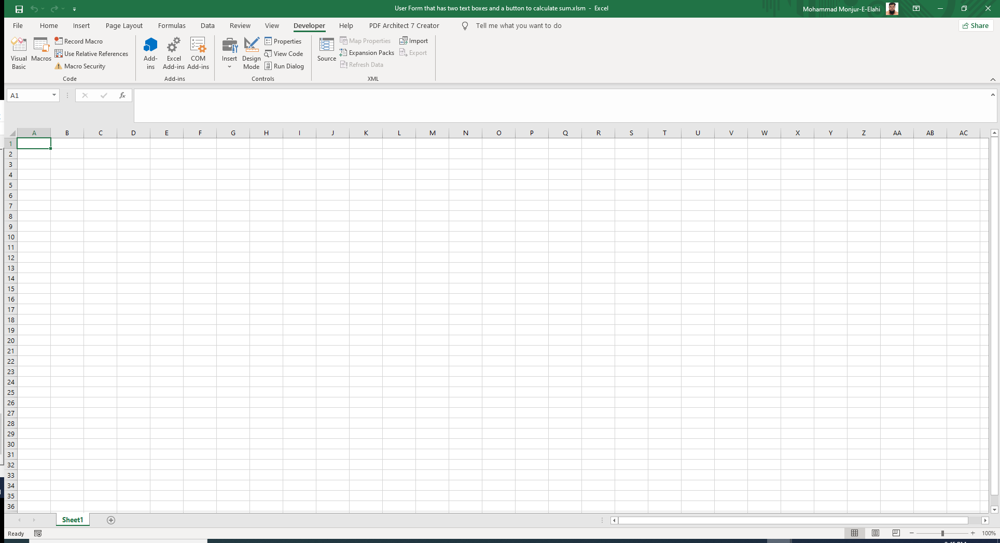 User Form that has two text boxes and a button to calculate sum.xlsm - Excel
Mohammad Monjur-E-Elahi
File Home Insert Page Layout Formulas Data Review View Developer Help PDF Architect 7 Creator Tell me what you want to do Share
Visual Basic
Macros
Record Macro
Use Relative References
Macro Security
Code
Add-ins
Excel Add-ins
COM Add-ins
Add-ins
Insert
Design Mode
Properties
View Code
Run Dialog
Controls
Source
Map Properties
Expansion Packs
Refresh Data
Import
Export
XML
A1
fx
A B C D E F G H I J K L M N O P Q R S T U V W X Y Z AA AB AC
1
2
3
4
5
6
7
8
9
10
11
12
13
14
15
16
17
18
19
20
21
22
23
24
25
26
27
28
29
30
31
32
33
34
35
36
Sheet1
Ready
100%